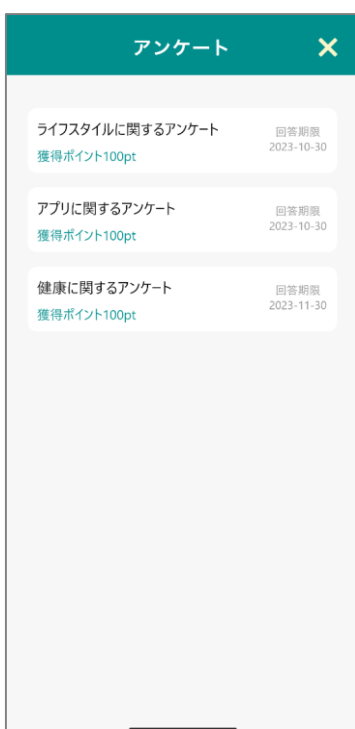 アンケート
ライフスタイルに関するアンケート
獲得ポイント100pt
回答期限
2023-10-30
アプリに関するアンケート
獲得ポイント100pt
回答期限
2023-10-30
健康に関するアンケート
獲得ポイント100pt
回答期限
2023-11-30